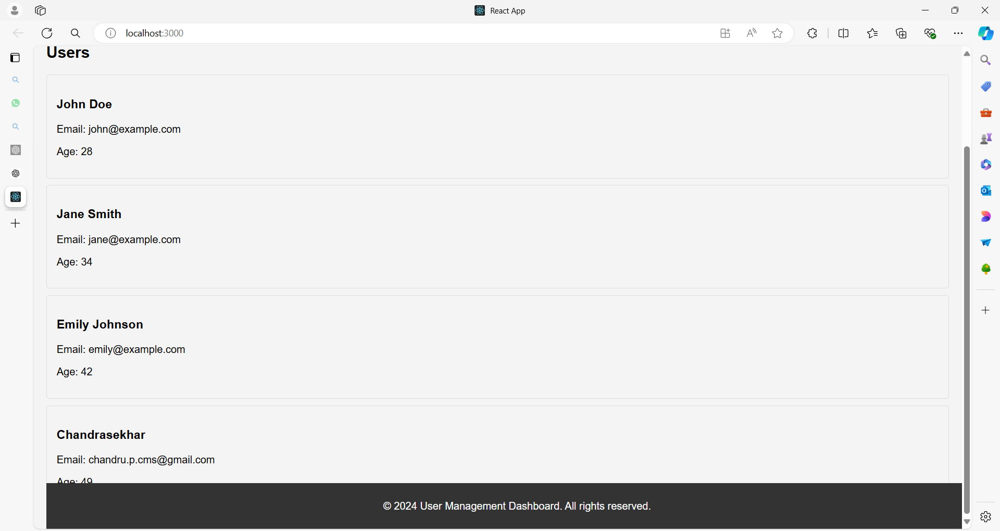 React App
localhost:3000
Users
John Doe
Email: john@example.com
Age: 28
Jane Smith
Email: jane@example.com
Age: 34
Emily Johnson
Email: emily@example.com
Age: 42
Chandrasekhar
Email: chandru.p.cms@gmail.com
Age: 49
© 2024 User Management Dashboard. All rights reserved.